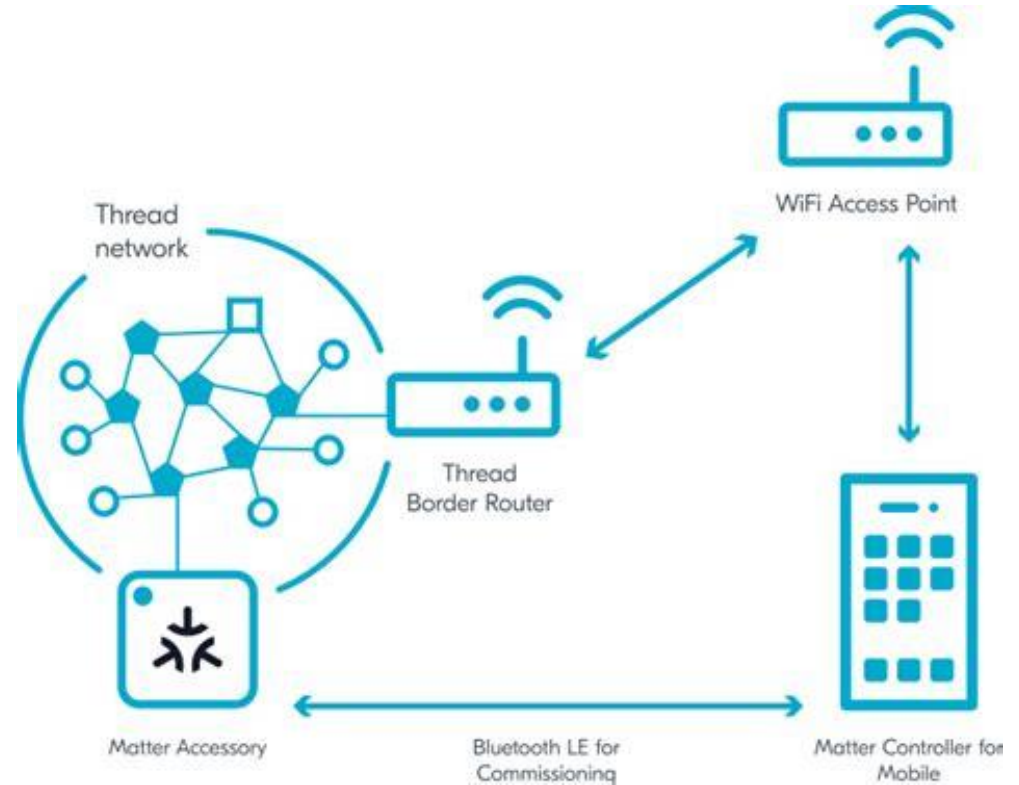 WiFi Access Point
Thread
network
Thread
Border Router
Matter Accessory
Bluetooth LE for
Commissioning
Matter Controller for
Mobile